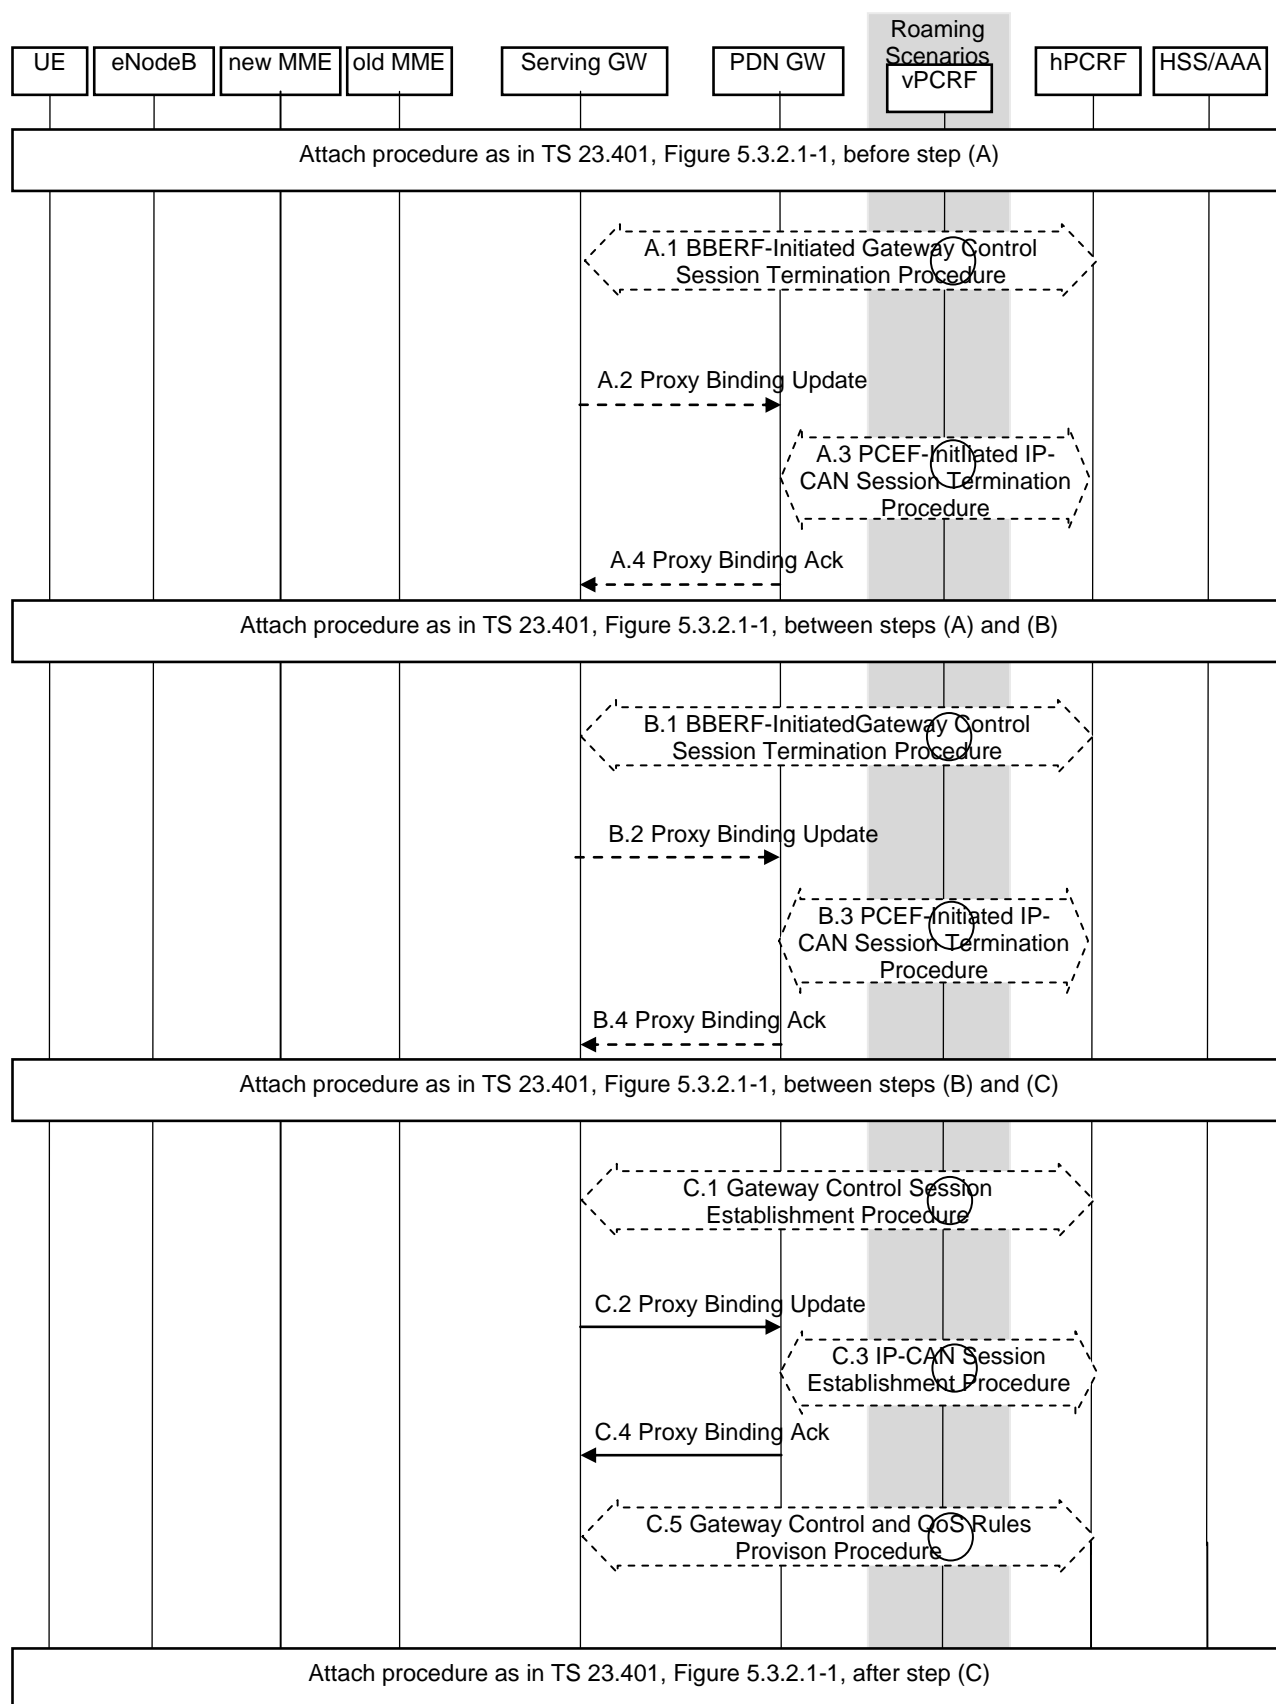 Roaming
Scenarios
UE
eNodeB
new MME
old MME
Serving GW
PDN GW
vPCRF
hPCRF
HSS/AAA
Attach procedure as in TS 23.401, Figure 5.3.2.1-1, before step (A)
A.1 BBERF-Initiated Gateway Control
Session Termination Procedure
A.2 Proxy Binding Update
A.3 PCEF-Initiated IP-
CAN Session Termination
Procedure
A.4 Proxy Binding Ack
Attach procedure as in TS 23.401, Figure 5.3.2.1-1, between steps (A) and (B)
B.1 BBERF-InitiatedGateway Control
Session Termination Procedure
B.2 Proxy Binding Update
B.3 PCEF-Initiated IP-
CAN Session Termination
Procedure
B.4 Proxy Binding Ack
Attach procedure as in TS 23.401, Figure 5.3.2.1-1, between steps (B) and (C)
C.1 Gateway Control Session
Establishment Procedure
C.2 Proxy Binding Update
C.3 IP-CAN Session
Establishment Procedure
C.4 Proxy Binding Ack
C.5 Gateway Control and QoS Rules
Provison Procedure
Attach procedure as in TS 23.401, Figure 5.3.2.1-1, after step (C)